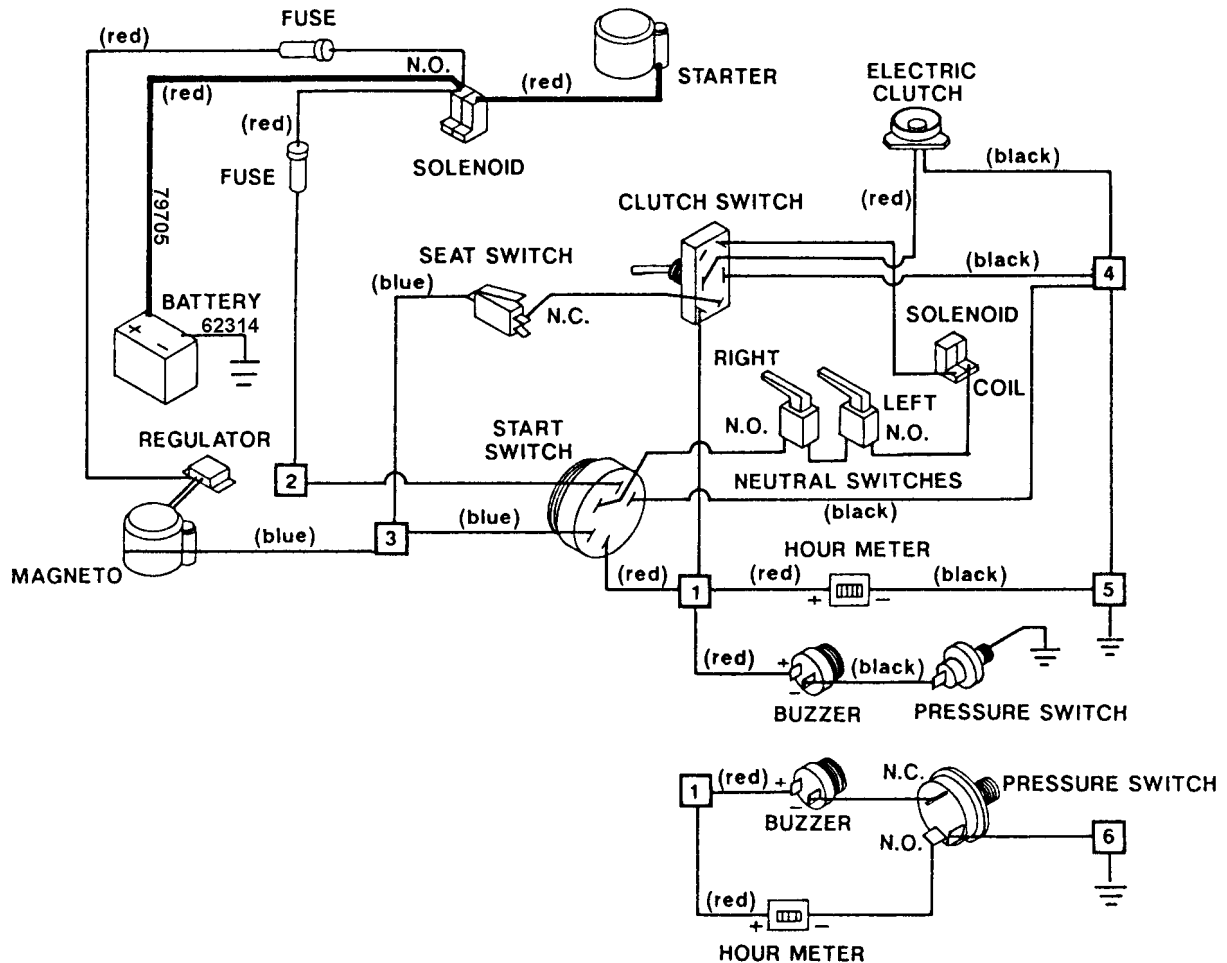 FUSE
(red)
N.O.
(red)
(red)
STARTER
ELECTRIC
CLUTCH
(red)
FUSE
SOLENOID
(black)
79705
(red)
CLUTCH SWITCH
SEAT SWITCH
(blue)
N.C.
(black)
4
BATTERY
62314
+
−
SOLENOID
COIL
RIGHT
N.O.
LEFT
N.O.
REGULATOR
START
SWITCH
2
NEUTRAL SWITCHES
(black)
(blue)
(blue)
3
MAGNETO
HOUR METER
(red)
1
(red)
+
−
(black)
5
(red)
+
−
(black)
BUZZER
PRESSURE SWITCH
1
(red)
+
−
BUZZER
N.C.
PRESSURE SWITCH
N.O.
6
(red)
+
−
HOUR METER